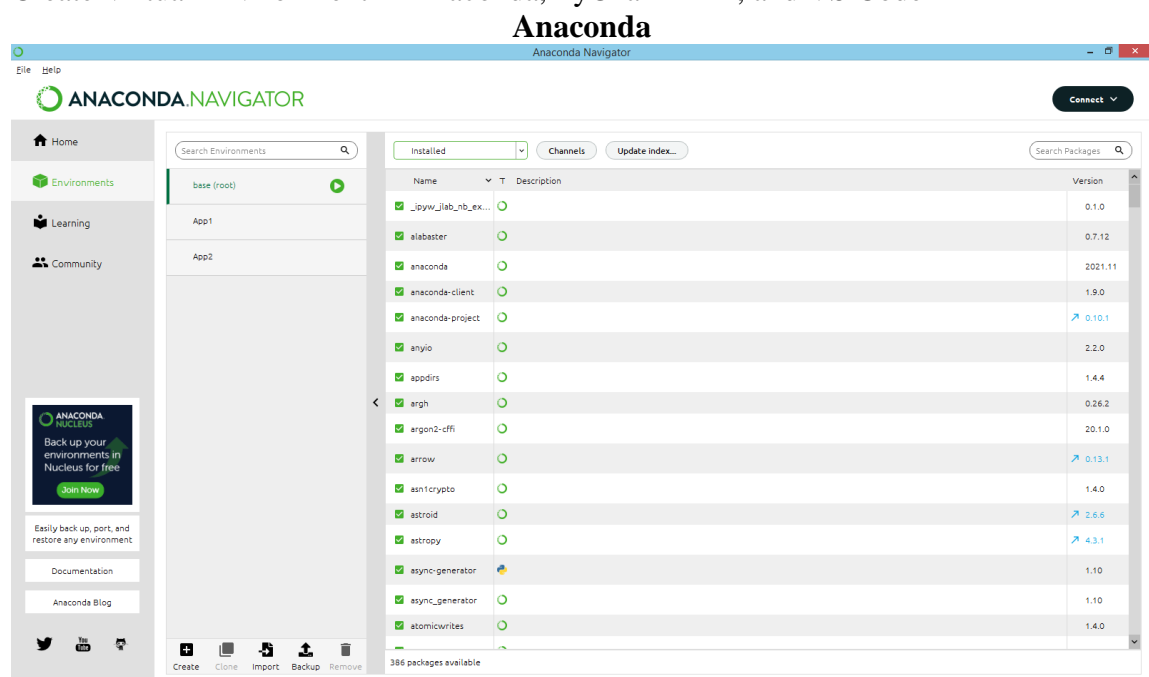 Anaconda
Anaconda Navigator
File Help
ANACONDA.NAVIGATOR
Connect
Home
Environments
Learning
Community
ANACONDA
NUCLEUS
Back up your
environments in
Nucleus for free
Join Now
Easily back up, port, and
restore any environment
Documentation
Anaconda Blog
You
Tube
Search Environments
base (root)
App1
App2
Create Clone Import Backup Remove
Installed Channels Update index... Search Packages
Name T Description Version
_ipyw_jlab_nb_ex... 0.1.0
alabaster 0.7.12
anaconda 2021.11
anaconda-client 1.9.0
anaconda-project 0.10.1
anyio 2.2.0
appdirs 1.4.4
argh 0.26.2
argon2-cffi 20.1.0
arrow 0.13.1
asn1crypto 1.4.0
astroid 2.6.6
astropy 4.3.1
async-generator 1.10
async_generator 1.10
atomicwrites 1.4.0
386 packages available